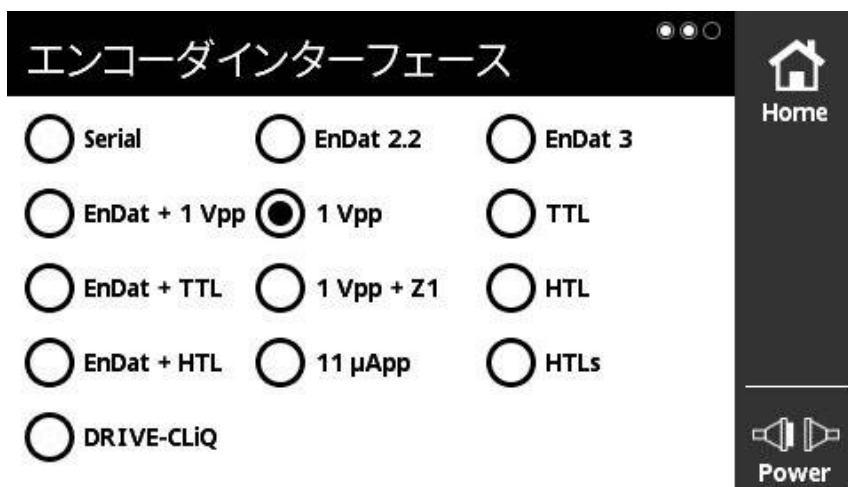 エンコーダインターフェース
Home
Serial
EnDat 2.2
EnDat 3
EnDat + 1 Vpp
1 Vpp
TTL
EnDat + TTL
1 Vpp + Z1
HTL
EnDat + HTL
11 µApp
HTLs
DRIVE-CLiQ
Power